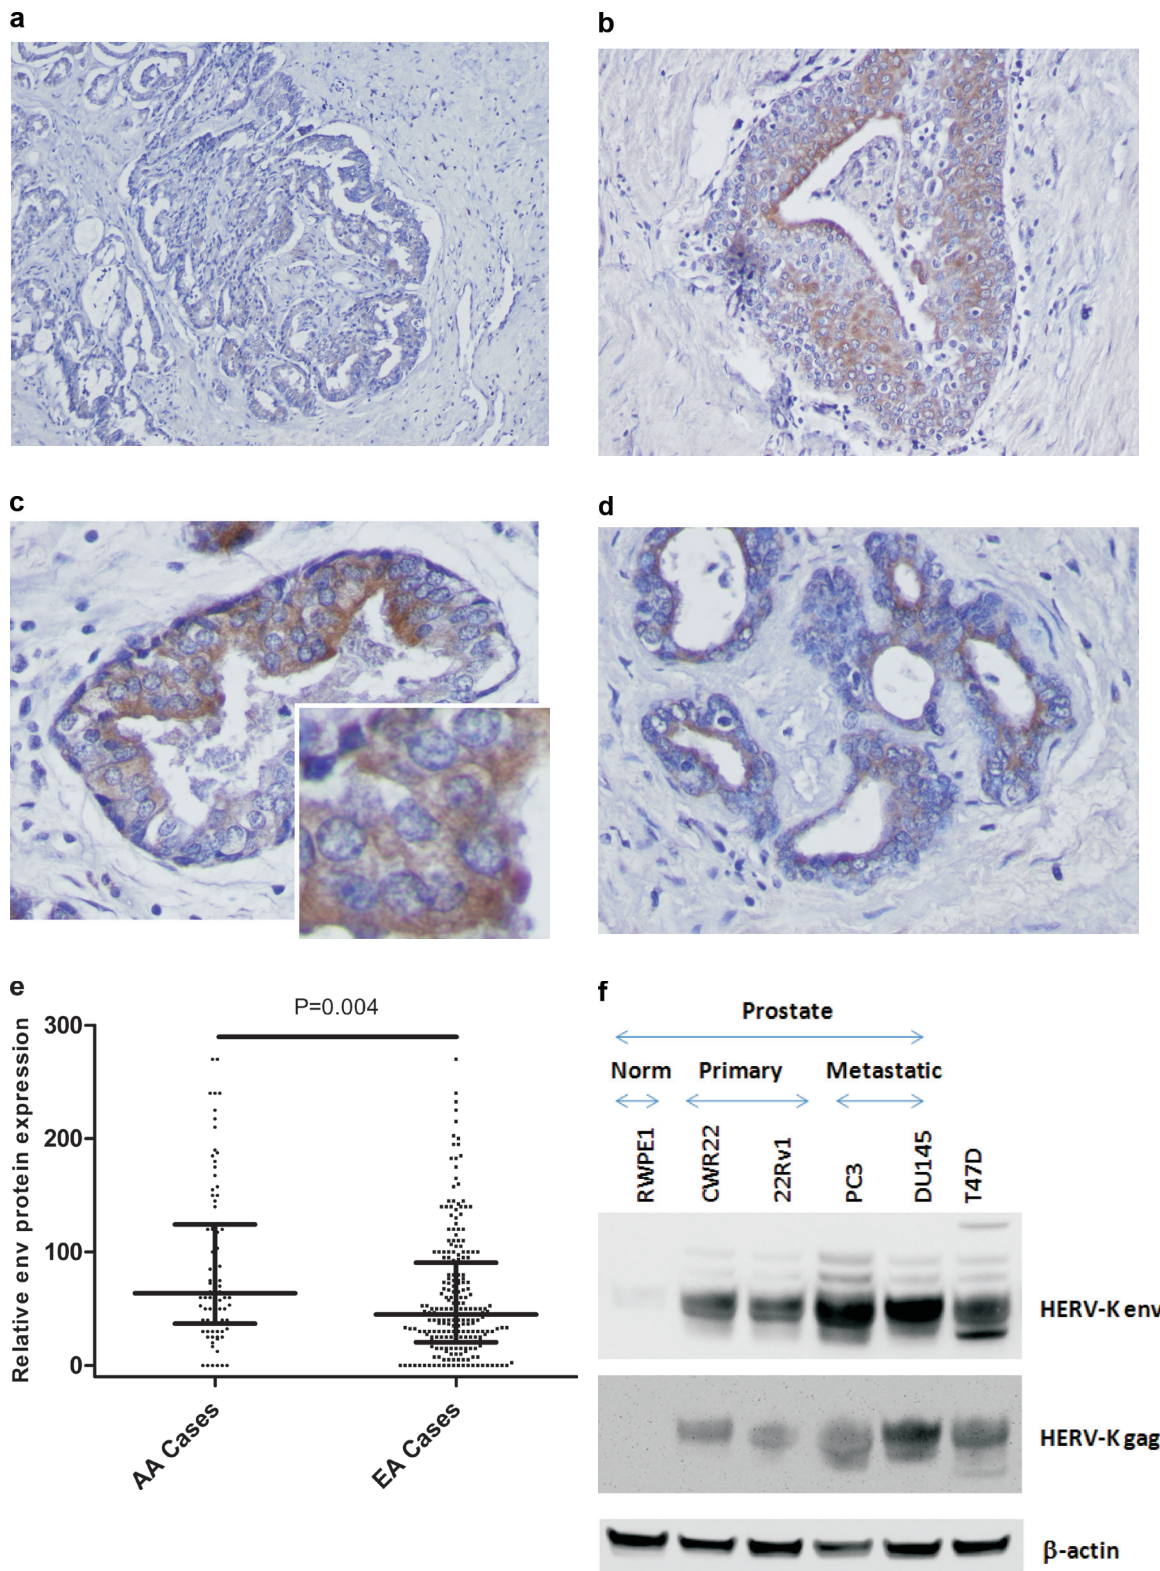 a
b
c
d
e
P=0.004
300
200
100
0
Relative env protein expression
AA Cases
EA Cases
f
Prostate
Norm Primary Metastatic
RWPE1 CWR22 22Rv1 PC3 DU145 T47D
HERV-K env
HERV-K gag
β-actin